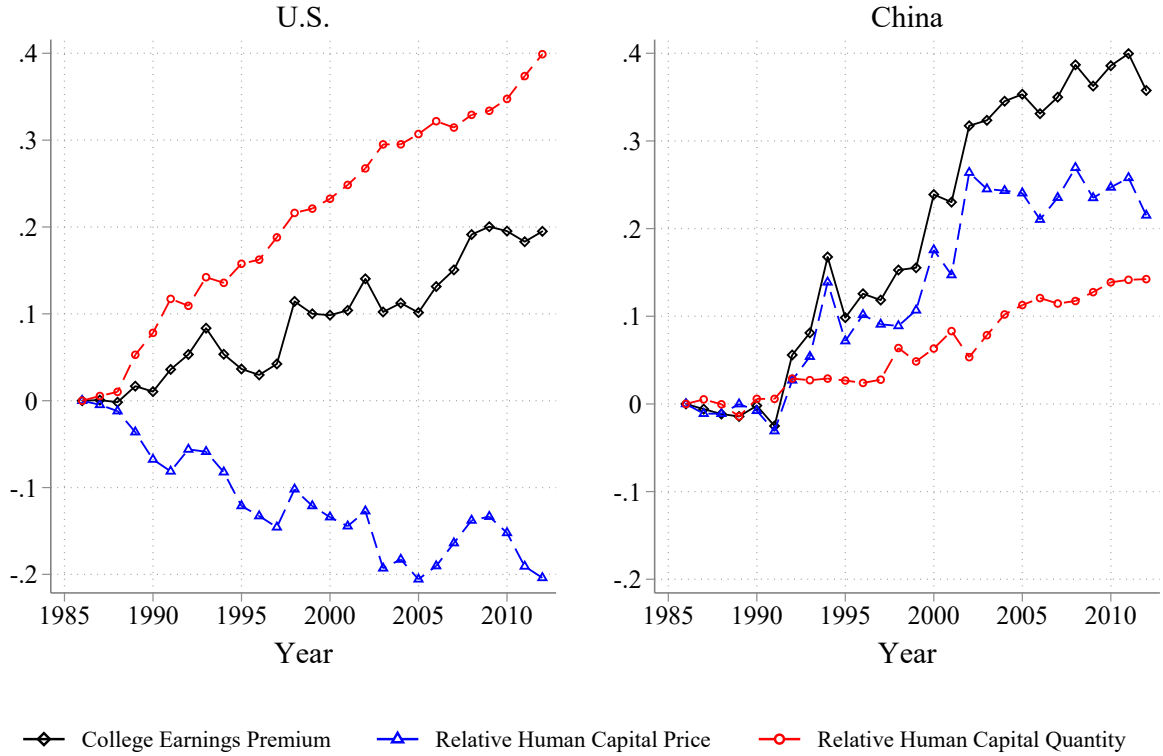 U.S.
.4
.3
.2
.1
0
-.1
-.2
1985 1990 1995 2000 2005 2010
Year
China
.4
.3
.2
.1
0
-.1
-.2
1985 1990 1995 2000 2005 2010
Year
College Earnings Premium Relative Human Capital Price Relative Human Capital Quantity